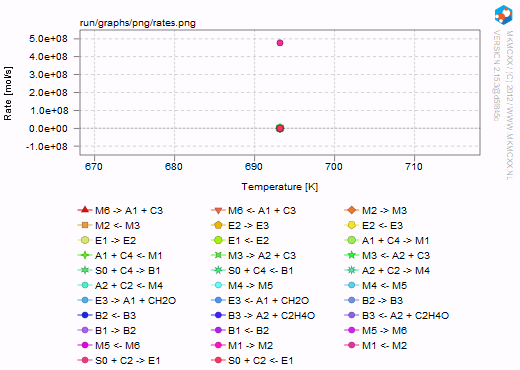 run/graphs/png/rates.png
5.0e+08
4.0e+08
3.0e+08
2.0e+08
1.0e+08
0.0e+00
-1.0e+08
Rate [mol/s]
670 680 690 700 710
Temperature [K]
M6 -> A1 + C3 M6 <- A1 + C3 M2 -> M3
M2 <- M3 E2 -> E3 E2 <- E3
E1 -> E2 E1 <- E2 A1 + C4 -> M1
A1 + C4 <- M1 M3 -> A2 + C3 M3 <- A2 + C3
S0 + C4 -> B1 S0 + C4 <- B1 A2 + C2 -> M4
A2 + C2 <- M4 M4 -> M5 M4 <- M5
E3 -> A1 + CH2O E3 <- A1 + CH2O B2 -> B3
B2 <- B3 B3 -> A2 + C2H4O B3 <- A2 + C2H4O
B1 -> B2 B1 <- B2 M5 -> M6
M5 <- M6 M1 -> M2 M1 <- M2
S0 + C2 -> E1 S0 + C2 <- E1
MKMCXX / (C) 2012 / WWW.MKMCXX.NL
VERSION 2.15.3